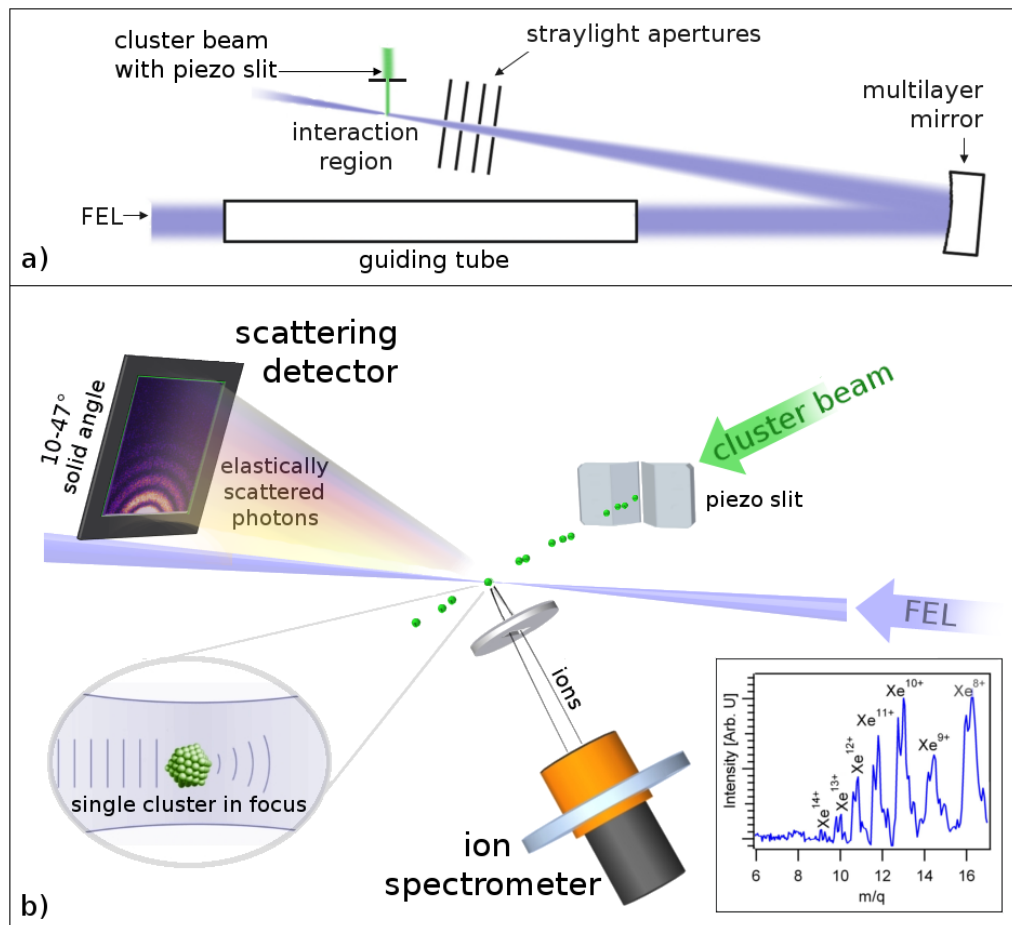 cluster beam
with piezo slit
straylight apertures
multilayer
mirror
interaction
region
FEL
guiding tube
a)
scattering
detector
10-47°
solid angle
elastically
scattered
photons
cluster beam
piezo slit
FEL
ions
single cluster in focus
ion
spectrometer
Intensity [Arb. U]
Xe14+
Xe13+
Xe12+
Xe11+
Xe10+
Xe9+
Xe8+
6 8 10 12 14 16
m/q
b)